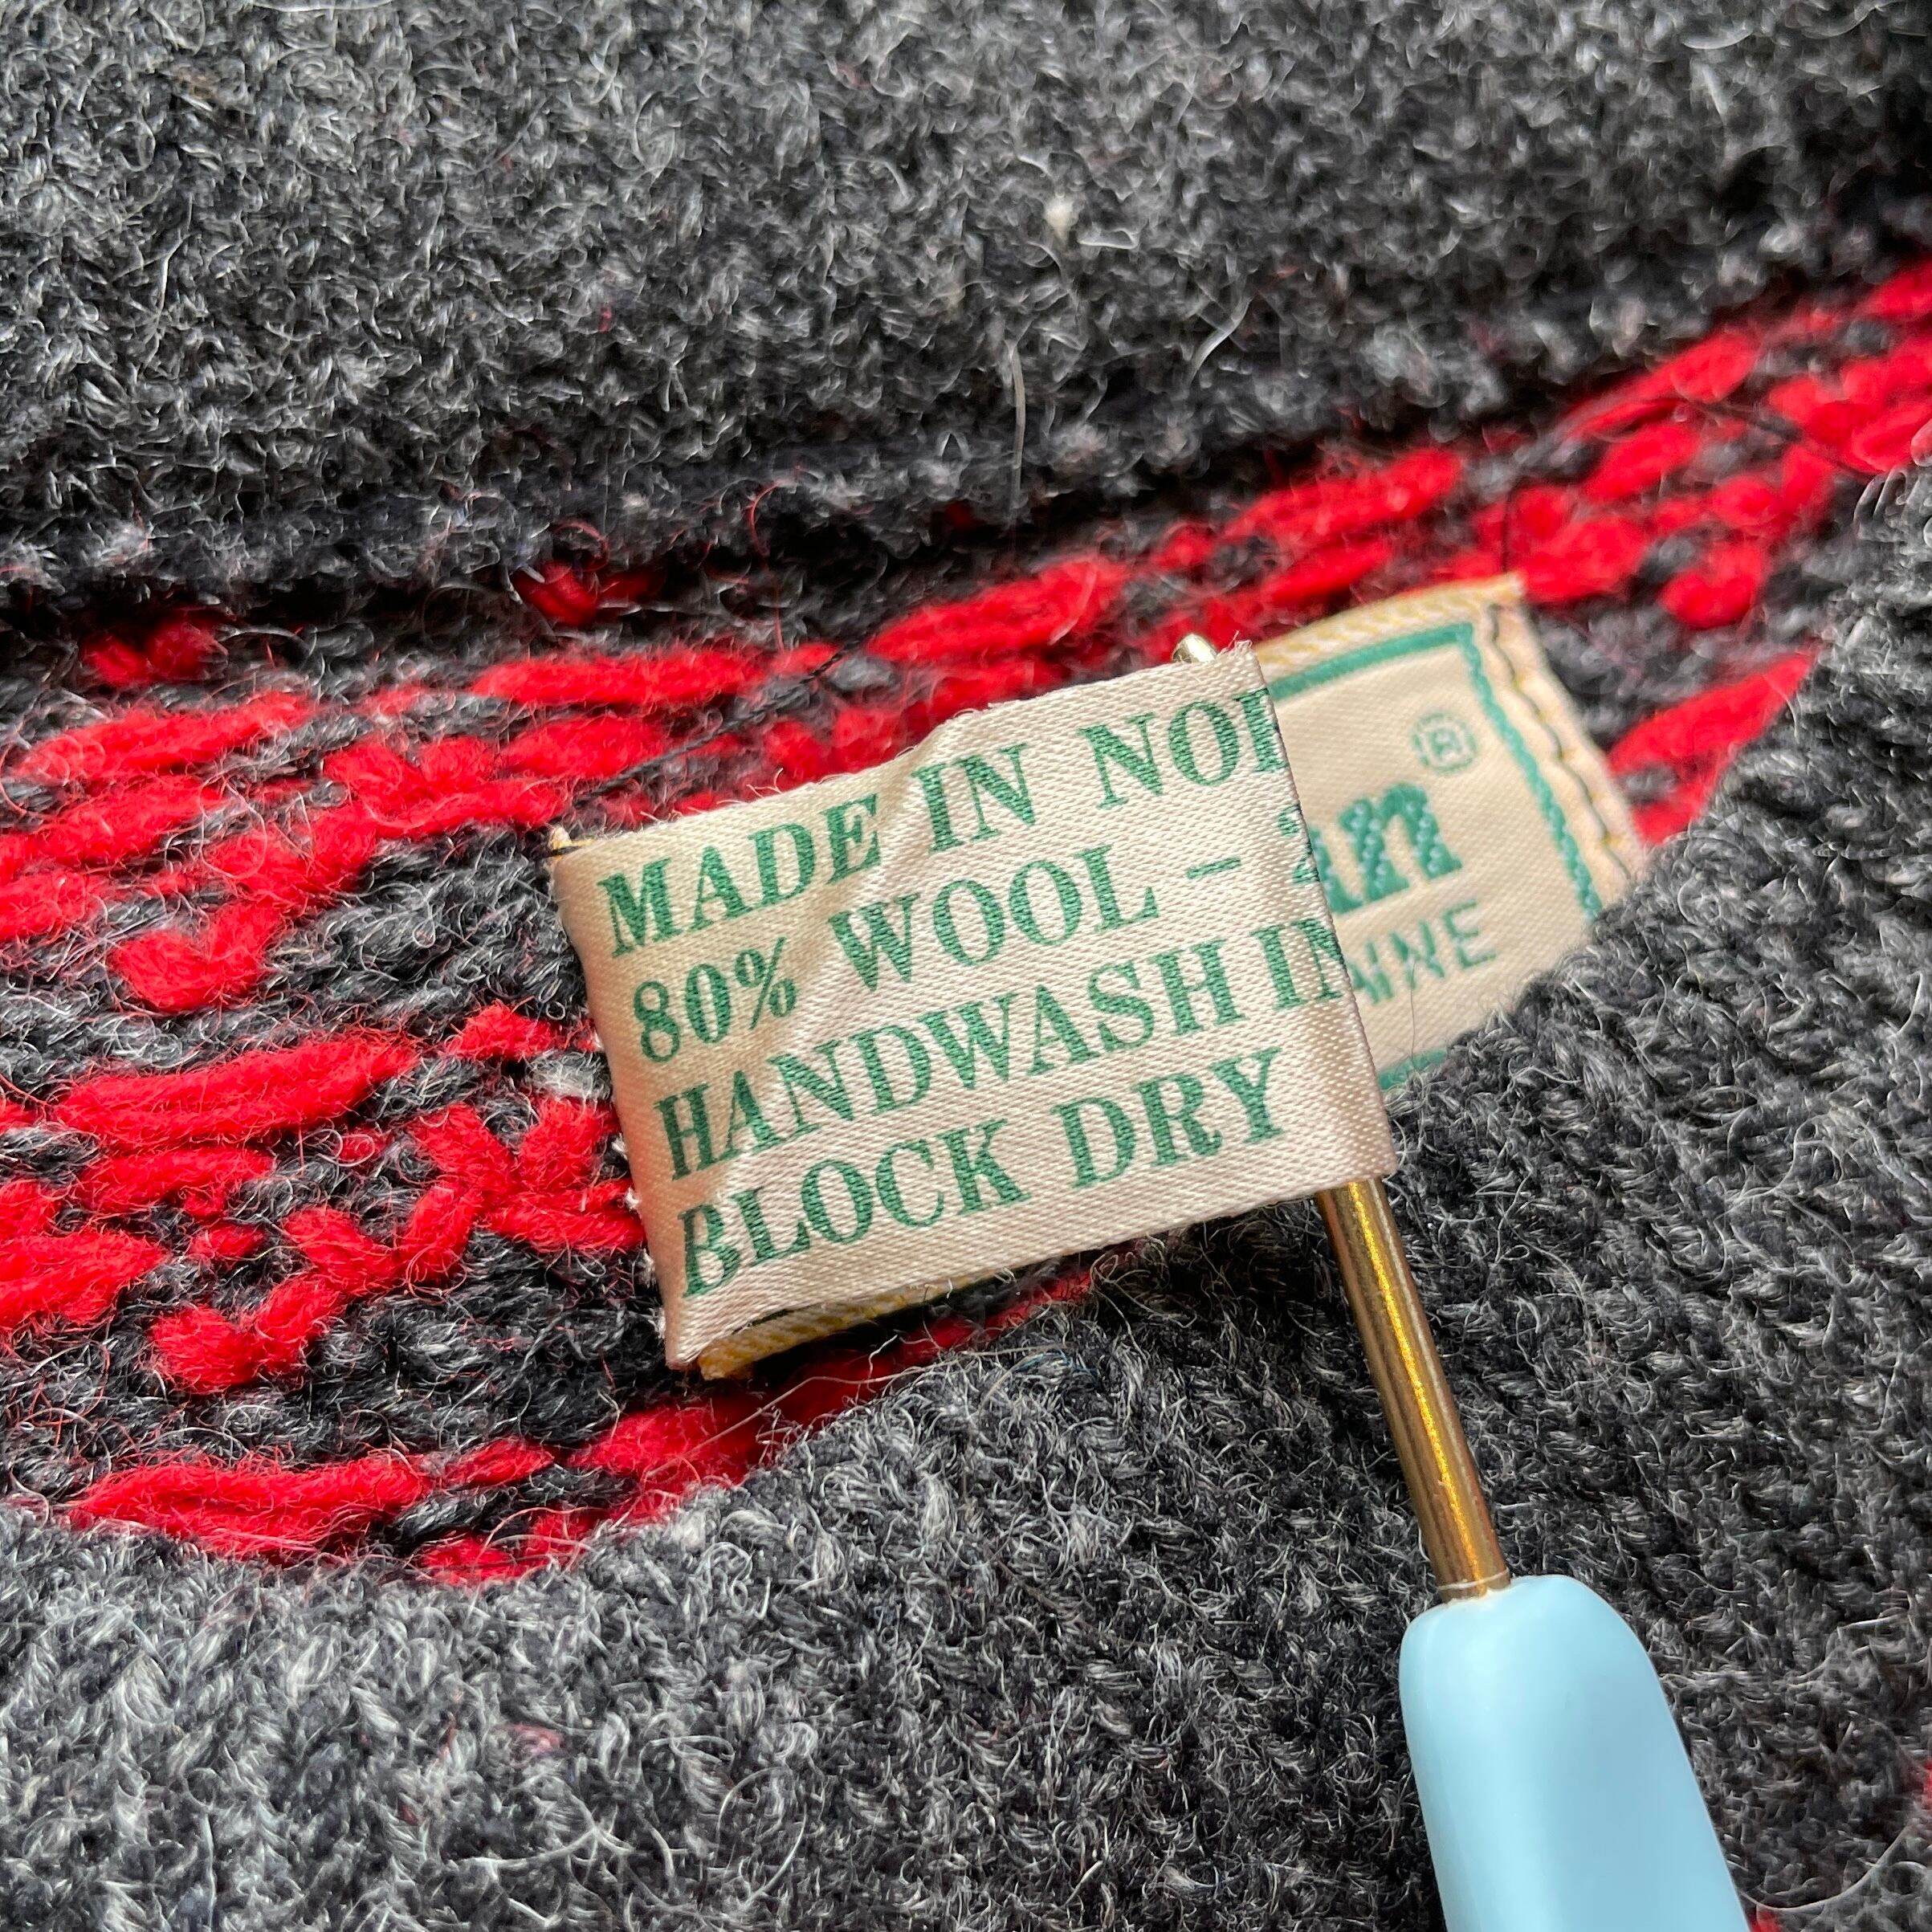 MADE IN NOR
80% WOOL – 2
HANDWASH IN
BLOCK DRY
®